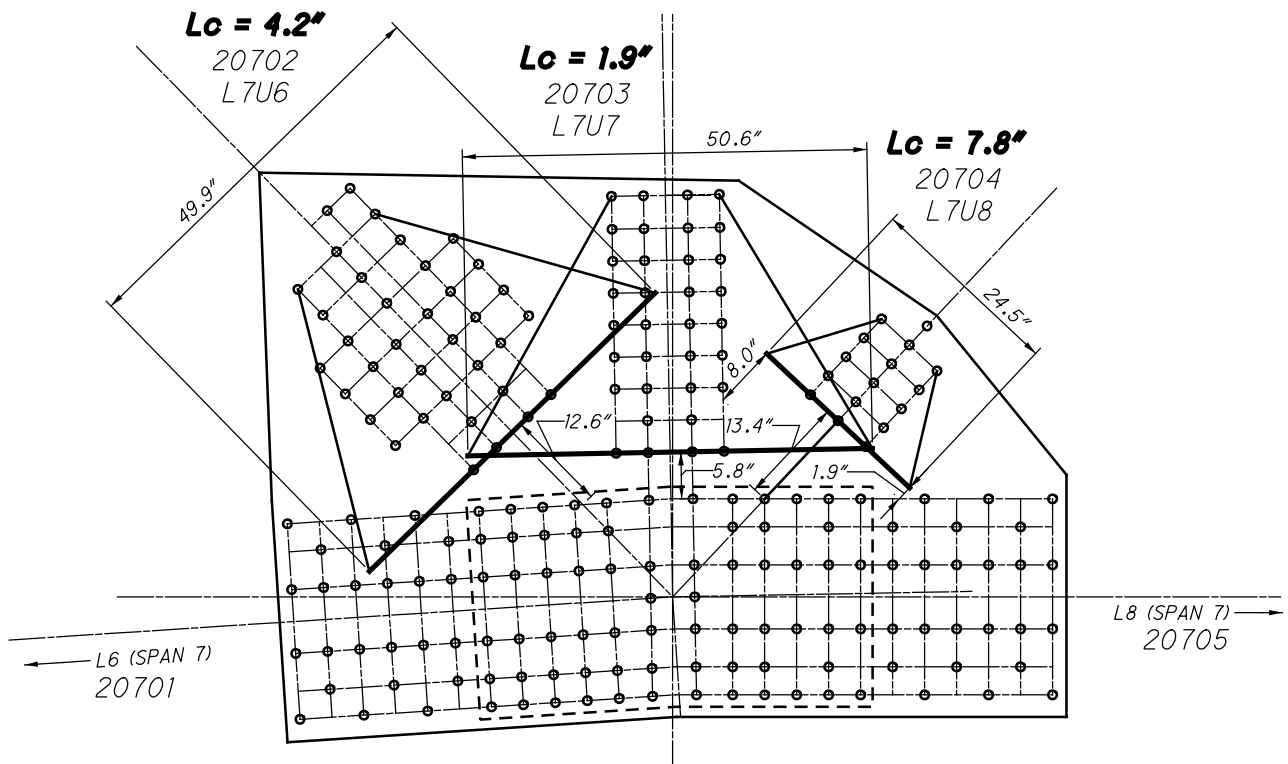 Lc = 4.2"
20702
L7U6
Lc = 1.9"
20703
L7U7
50.6"
Lc = 7.8"
20704
L7U8
49.9"
24.5"
8.0"
12.6"
13.4"
5.8"
1.9"
L6 (SPAN 7)
20701
L8 (SPAN 7)
20705